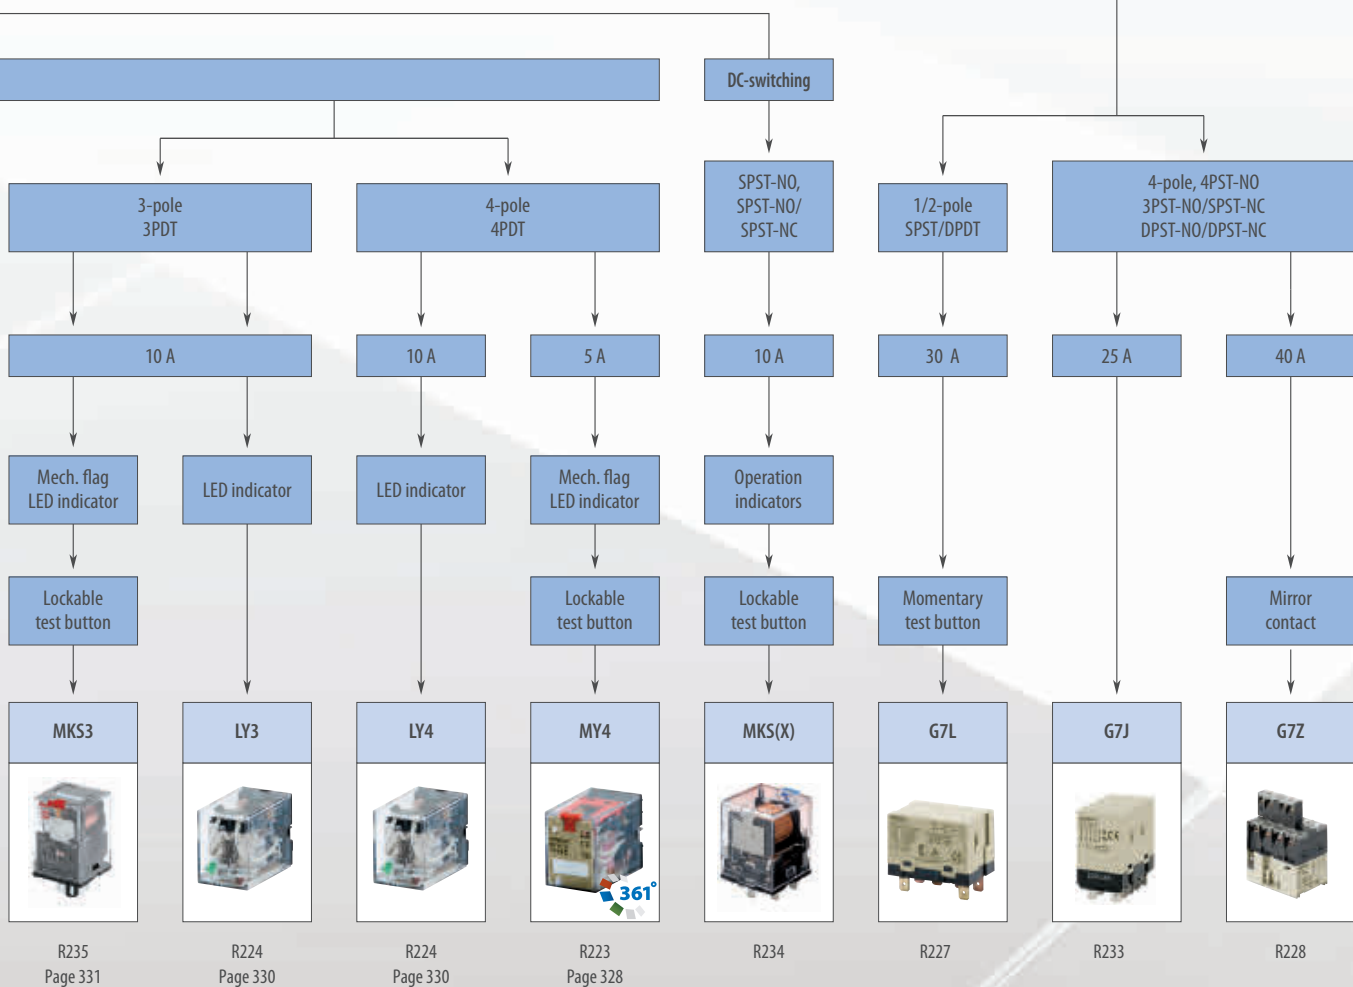 DC-switching
3-pole
3PDT
4-pole
4PDT
SPST-NO,
SPST-NO/
SPST-NC
1/2-pole
SPST/DPDT
4-pole, 4PST-NO
3PST-NO/SPST-NC
DPST-NO/DPST-NC
10 A
10 A
5 A
10 A
30 A
25 A
40 A
Mech. flag
LED indicator
LED indicator
LED indicator
Mech. flag
LED indicator
Operation
indicators
Lockable
test button
Lockable
test button
Lockable
test button
Momentary
test button
Mirror
contact
MKS3
LY3
LY4
MY4
MKS(X)
G7L
G7J
G7Z
361°
R235
Page 331
R224
Page 330
R224
Page 330
R223
Page 328
R234
R227
R233
R228